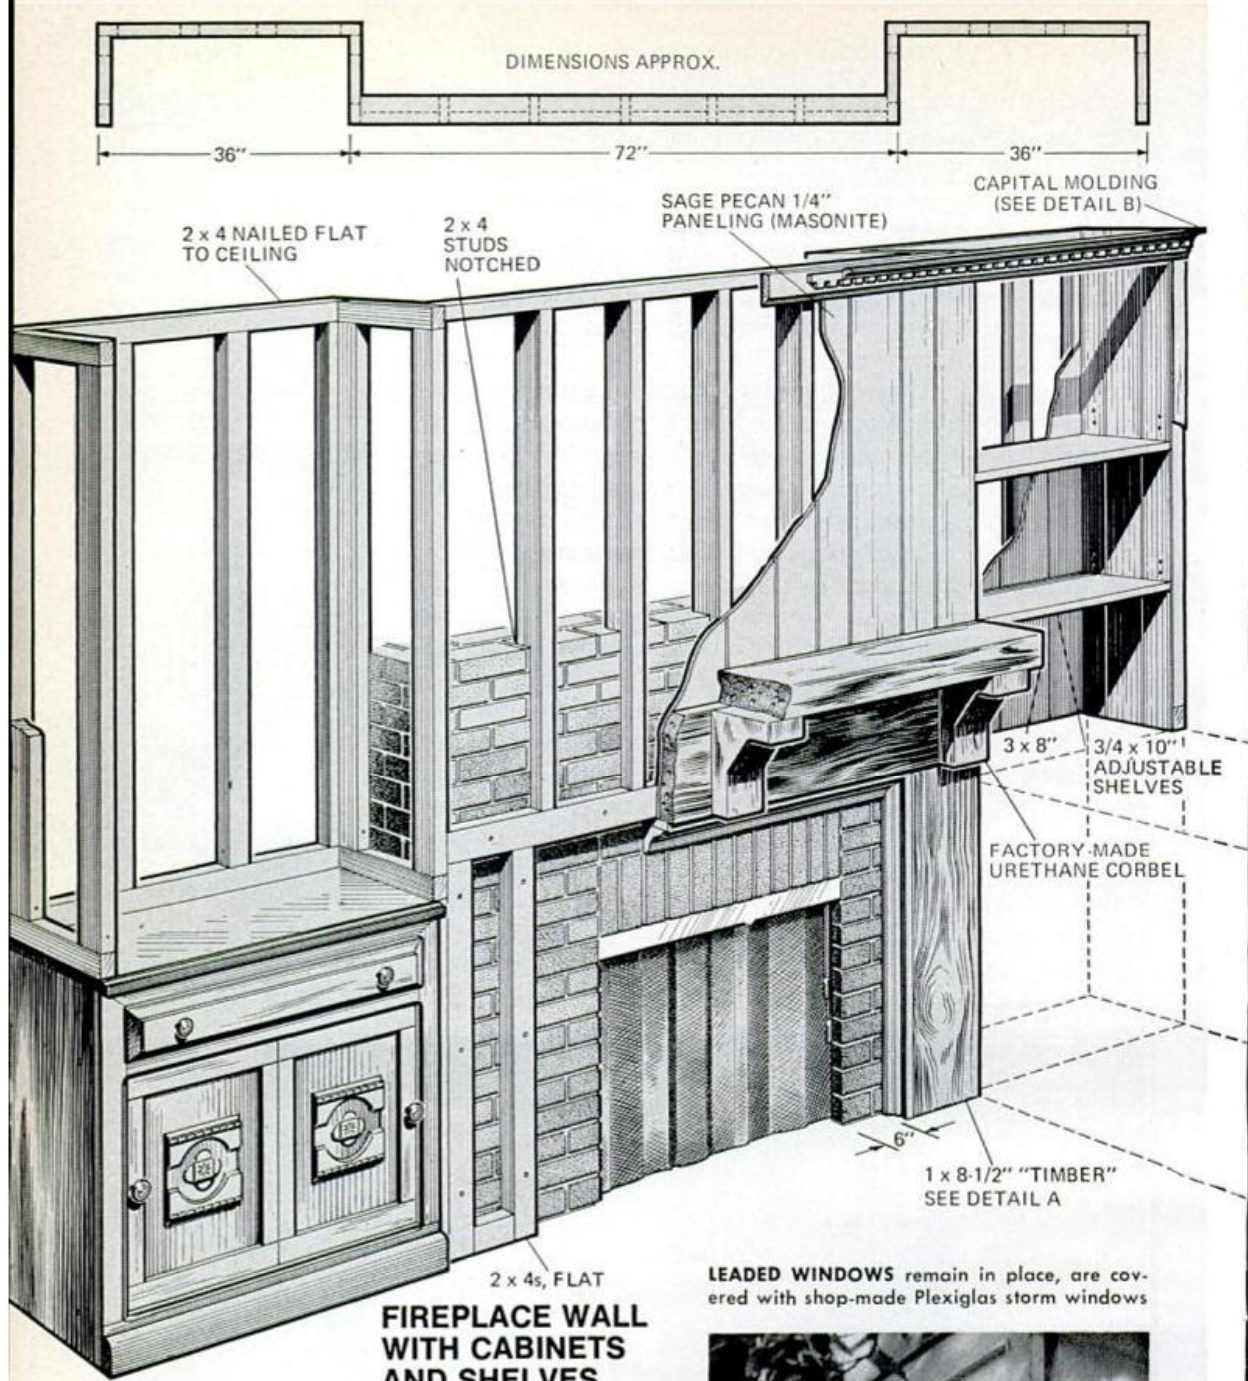 DIMENSIONS APPROX.
36"
72"
36"
CAPITAL MOLDING
(SEE DETAIL B)
SAGE PECAN 1/4"
PANELING (MASONITE)
2 x 4
STUDS
NOTCHED
2 x 4 NAILED FLAT
TO CEILING
3 x 8"
3/4 x 10"
ADJUSTABLE
SHELVES
FACTORY-MADE
URETHANE CORBEL
6"
1 x 8-1/2" "TIMBER"
SEE DETAIL A
2 x 4s, FLAT
FIREPLACE WALL
WITH CABINETS
AND SHELVES
LEADED WINDOWS remain in place, are cov-
ered with shop-made Plexiglas storm windows